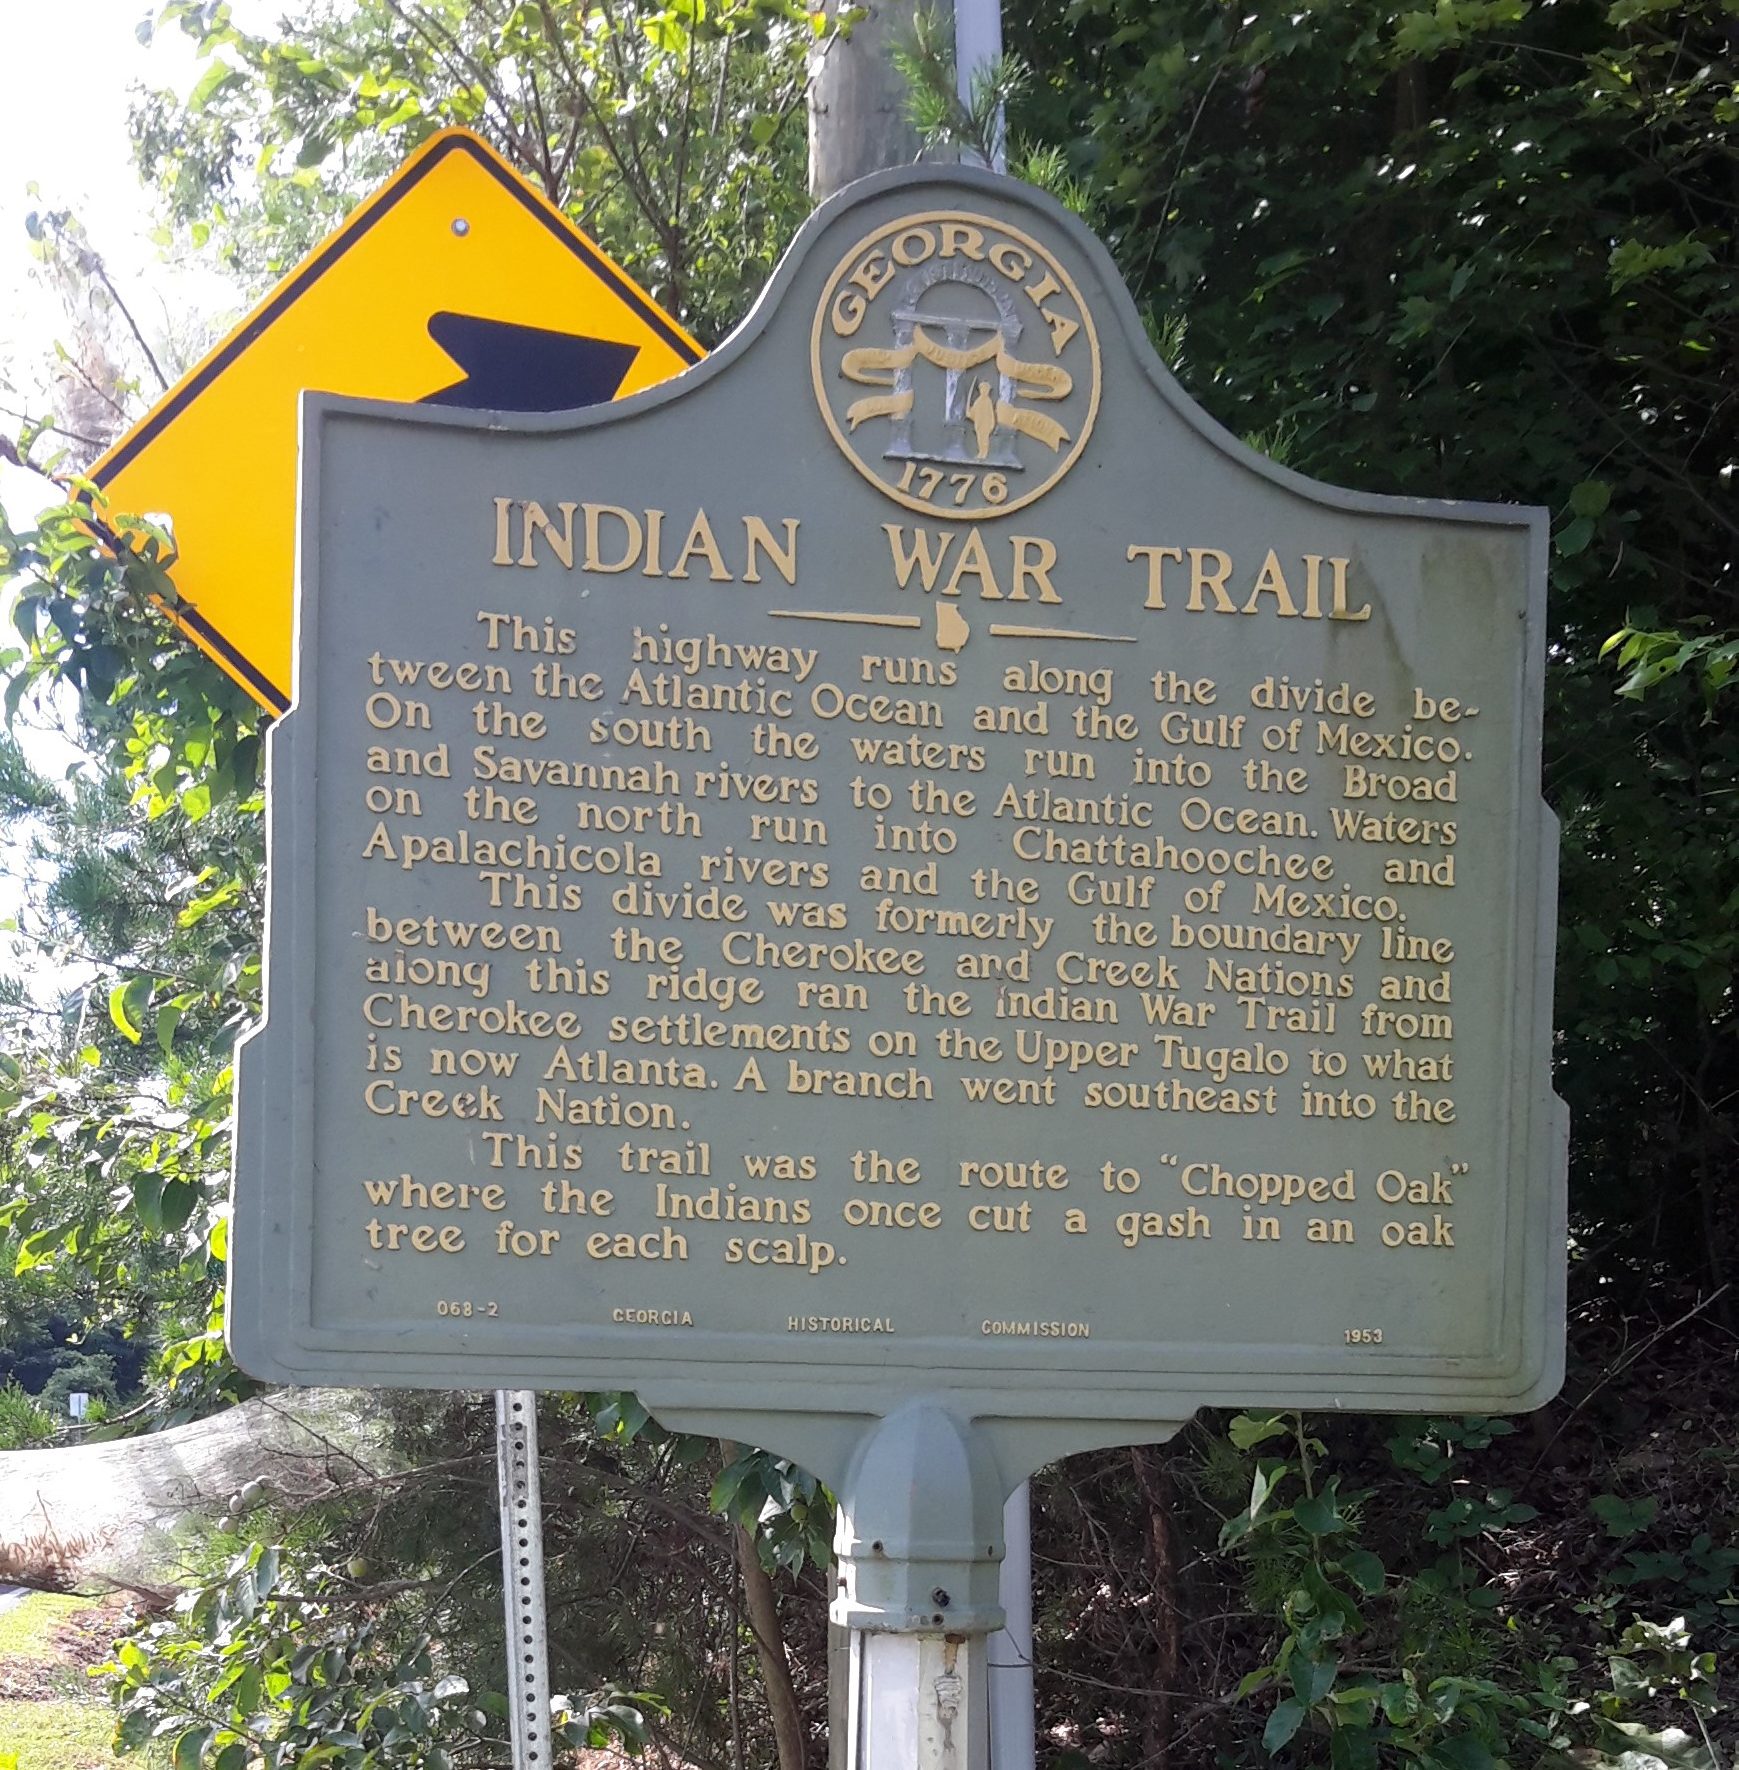 GEORGIA
1776
INDIAN WAR TRAIL
This highway runs along the divide be-
tween the Atlantic Ocean and the Gulf of Mexico.
On the south the waters run into the Broad
and Savannah rivers to the Atlantic Ocean. Waters
on the north run into Chattahoochee and
Apalachicola rivers and the Gulf of Mexico.
This divide was formerly the boundary line
between the Cherokee and Creek Nations and
along this ridge ran the Indian War Trail from
Cherokee settlements on the Upper Tugalo to what
is now Atlanta. A branch went southeast into the
Creek Nation.
This trail was the route to "Chopped Oak"
where the Indians once cut a gash in an oak
tree for each scalp.
068-2 GEORGIA HISTORICAL COMMISSION 1953